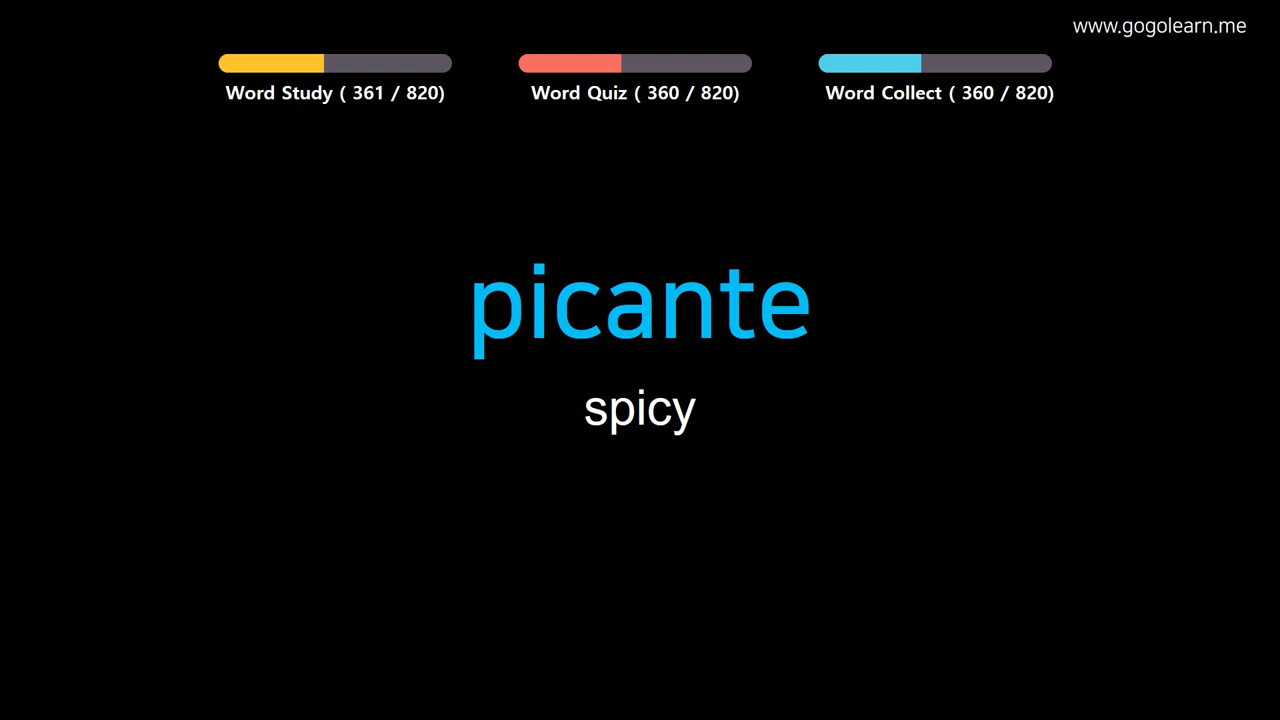 www.gogolearn.me
Word Study ( 361 / 820)
Word Quiz ( 360 / 820)
Word Collect ( 360 / 820)
picante
spicy